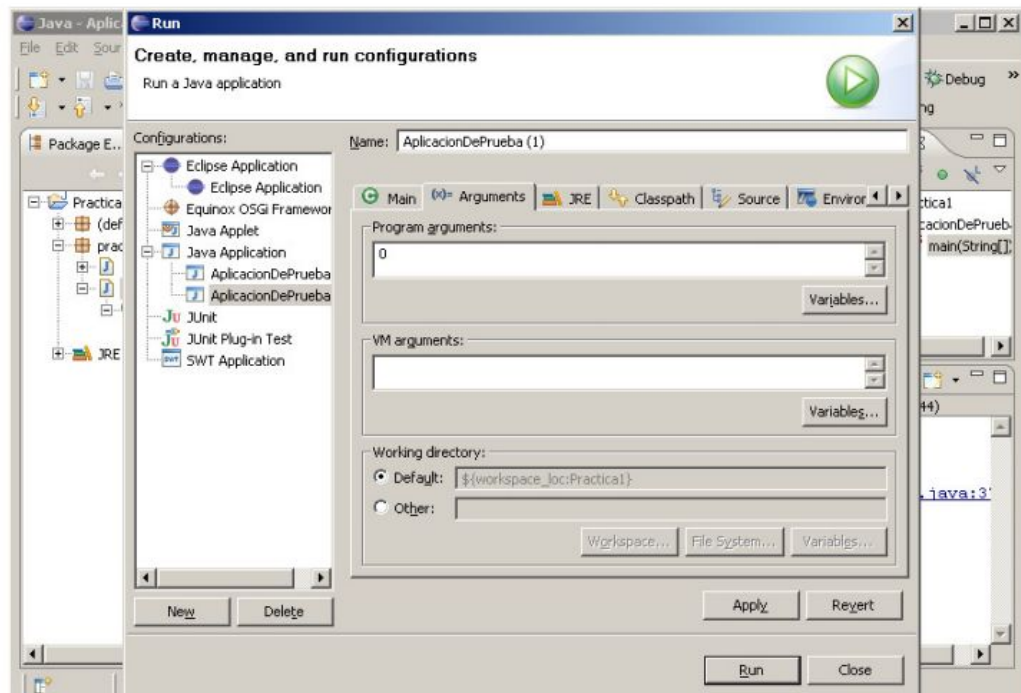 Java - Aplic
Run
File Edit Sour
Create, manage, and run configurations
Run a Java application
Debug
»
ng
Package E...
Configurations:
Name: AplicacionDePrueba (1)
Eclipse Application
Eclipse Application
Equinox OSGi Framewor
Java Applet
Java Application
AplicacionDePrueba
AplicacionDePrueba
JUnit
JUnit Plug-in Test
SWT Application
Main (x)= Arguments JRE Classpath Source Environ
Program arguments:
0
Variables...
VM arguments:
Variables...
Working directory:
Default: ${workspace_loc:Practica1}
Other:
Workspace... File System... Variables...
New Delete
Apply Revert
Run Close
Practica
(def
prac
JRE
ctica1
cacionDePrueb
main(String[])
44)
.java:3